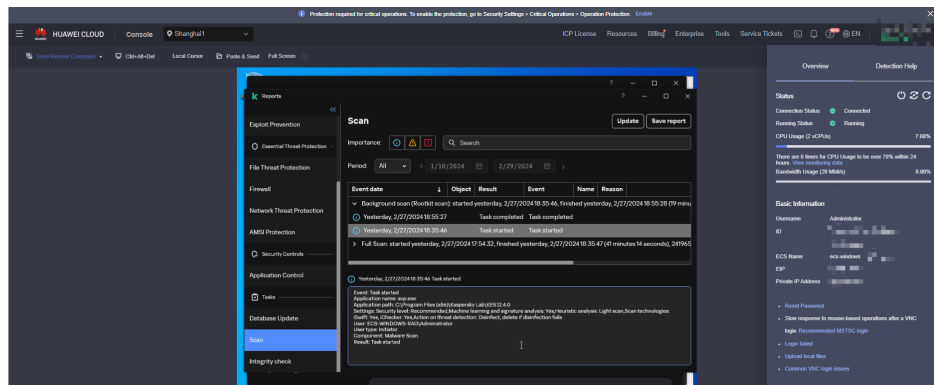 Protection required for critical operations. To enable the protection, go to Security Settings > Critical Operations > Operation Protection. Enable
HUAWEI CLOUD Console Shanghai1 ICP License Resources Billing Enterprise Tools Service Tickets EN
Send Remote Command Ctrl+Alt+Del Local Cursor Paste & Send Full Screen
Overview Detection Help
Status
Connection Status Connected
Running Status Running
CPU Usage (2 vCPUs) 7.88%
There are 6 times for CPU Usage to be over 70% within 24
hours. View monitoring data
Bandwidth Usage (20 Mbit/s) 0.00%
Basic Information
Username Administrator
ID
ECS Name ecs-windows
EIP
Private IP Address
Reset Password
Slow response to mouse-based operations after a VNC
login Recommended MSTSC login
Login failed
Upload local files
Common VNC login issues
Reports
Exploit Prevention
Essential Threat Protection
File Threat Protection
Firewall
Network Threat Protection
AMSI Protection
Security Controls
Application Control
Tasks
Database Update
Scan
Integrity check
Scan Update Save report
Importance: Search
Period: All 1/10/2024 2/29/2024
Event date Object Result Event Name Reason
Background scan (Rootkit scan): started yesterday, 2/27/2024 18:35:46, finished yesterday, 2/27/2024 18:55:28 (19 minu
Yesterday, 2/27/2024 18:55:27 Task completed Task completed
Yesterday, 2/27/2024 18:35:46 Task started Task started
Full Scan: started yesterday, 2/27/2024 17:54:32, finished yesterday, 2/27/2024 18:35:47 (41 minutes 14 seconds), 241965
Yesterday, 2/27/2024 18:35:46 Task started
Event: Task started
Application name: avp.exe
Application path: C:\Program Files (x86)\Kaspersky Lab\KES.12.4.0
Settings: Security level: Recommended,Machine learning and signature analysis: Yes,Heuristic analysis: Light scan,Scan technologies:
iSwift: Yes, iChecker: Yes,Action on threat detection: Disinfect, delete if disinfection fails
User: ECS-WINDOWS-RAO\Administrator
User type: Initiator
Component: Malware Scan
Result: Task started